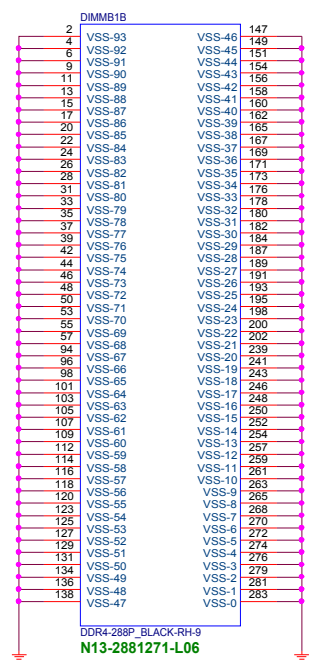 DIMMB1B
2 VSS-93 VSS-46 147
4 VSS-92 VSS-45 149
6 VSS-91 VSS-44 151
9 VSS-90 VSS-43 154
11 VSS-89 VSS-42 156
13 VSS-88 VSS-41 158
15 VSS-87 VSS-40 160
17 VSS-86 VSS-39 162
20 VSS-85 VSS-38 165
22 VSS-84 VSS-37 167
24 VSS-83 VSS-36 169
26 VSS-82 VSS-35 171
28 VSS-81 VSS-34 173
31 VSS-80 VSS-33 176
33 VSS-79 VSS-32 178
35 VSS-78 VSS-31 180
37 VSS-77 VSS-30 182
39 VSS-76 VSS-29 184
42 VSS-75 VSS-28 187
44 VSS-74 VSS-27 189
46 VSS-73 VSS-26 191
48 VSS-72 VSS-25 193
50 VSS-71 VSS-24 195
53 VSS-70 VSS-23 198
55 VSS-69 VSS-22 200
57 VSS-68 VSS-21 202
94 VSS-67 VSS-20 239
96 VSS-66 VSS-19 241
98 VSS-65 VSS-18 243
101 VSS-64 VSS-17 246
103 VSS-63 VSS-16 248
105 VSS-62 VSS-15 250
107 VSS-61 VSS-14 252
109 VSS-60 VSS-13 254
112 VSS-59 VSS-12 257
114 VSS-58 VSS-11 259
116 VSS-57 VSS-10 261
118 VSS-56 VSS-9 263
120 VSS-55 VSS-8 265
123 VSS-54 VSS-7 268
125 VSS-53 VSS-6 270
127 VSS-52 VSS-5 272
129 VSS-51 VSS-4 274
131 VSS-50 VSS-3 276
134 VSS-49 VSS-2 279
136 VSS-48 VSS-1 281
138 VSS-47 VSS-0 283
DDR4-288P_BLACK-RH-9
N13-2881271-L06